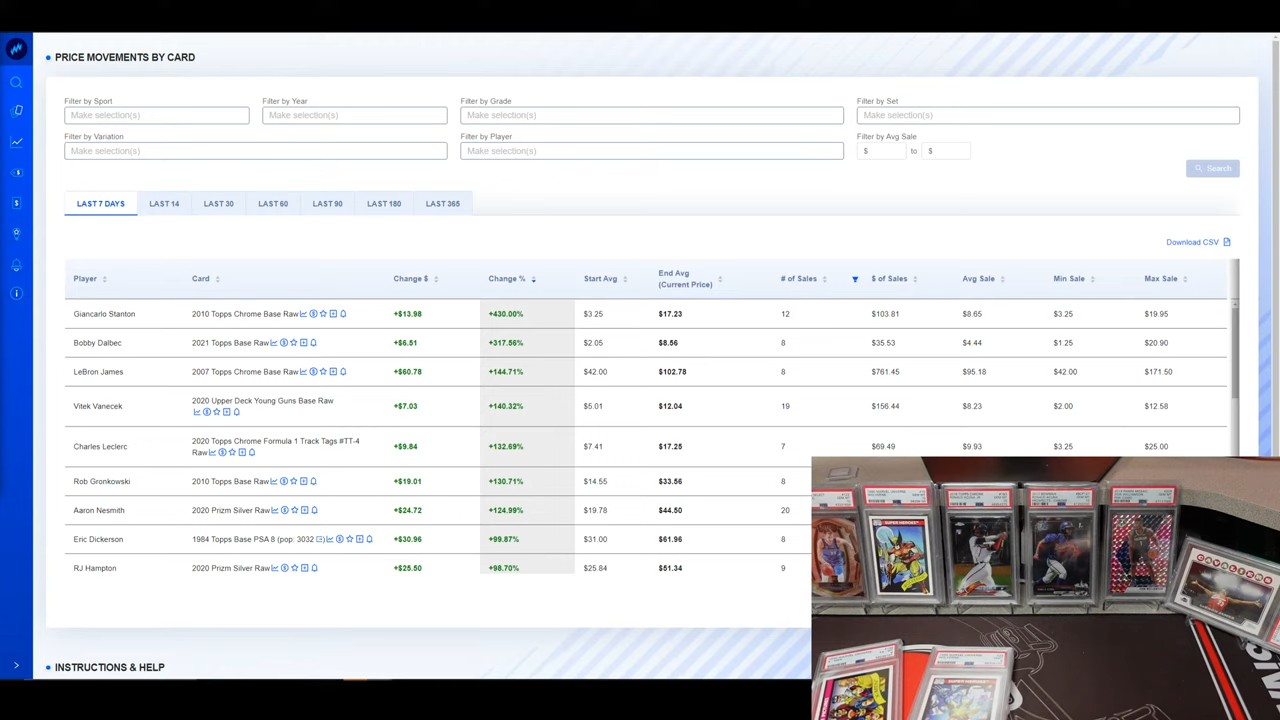 PRICE MOVEMENTS BY CARD
Filter by Sport Filter by Year Filter by Grade Filter by Set
Make selection(s) Make selection(s) Make selection(s) Make selection(s)
Filter by Variation Filter by Player Filter by Avg Sale
Make selection(s) Make selection(s) $ to $
Search
LAST 7 DAYS LAST 14 LAST 30 LAST 60 LAST 90 LAST 180 LAST 365
Download CSV
Player Card Change $ Change % Start Avg End Avg (Current Price) # of Sales $ of Sales Avg Sale Min Sale Max Sale
Giancarlo Stanton 2010 Topps Chrome Base Raw +$13.98 +430.00% $3.25 $17.23 12 $103.81 $8.65 $3.25 $19.95
Bobby Dalbec 2021 Topps Base Raw +$6.51 +317.56% $2.05 $8.56 8 $35.53 $4.44 $1.25 $20.90
LeBron James 2007 Topps Chrome Base Raw +$60.78 +144.71% $42.00 $102.78 8 $761.45 $95.18 $42.00 $171.50
Vitek Vanecek 2020 Upper Deck Young Guns Base Raw +$7.03 +140.32% $5.01 $12.04 19 $156.44 $8.23 $2.00 $12.58
Charles Leclerc 2020 Topps Chrome Formula 1 Track Tags #TT-4 Raw +$9.84 +132.69% $7.41 $17.25 7 $69.49 $9.93 $3.25 $25.00
Rob Gronkowski 2010 Topps Base Raw +$19.01 +130.71% $14.55 $33.56 8
Aaron Nesmith 2020 Prizm Silver Raw +$24.72 +124.99% $19.78 $44.50 20
Eric Dickerson 1984 Topps Base PSA 8 (pop: 3032) +$30.96 +99.87% $31.00 $61.96 8
RJ Hampton 2020 Prizm Silver Raw +$25.50 +98.70% $25.84 $51.34 9
INSTRUCTIONS & HELP
SUPER HEROES
CAVALIERS
SUPER HEROES